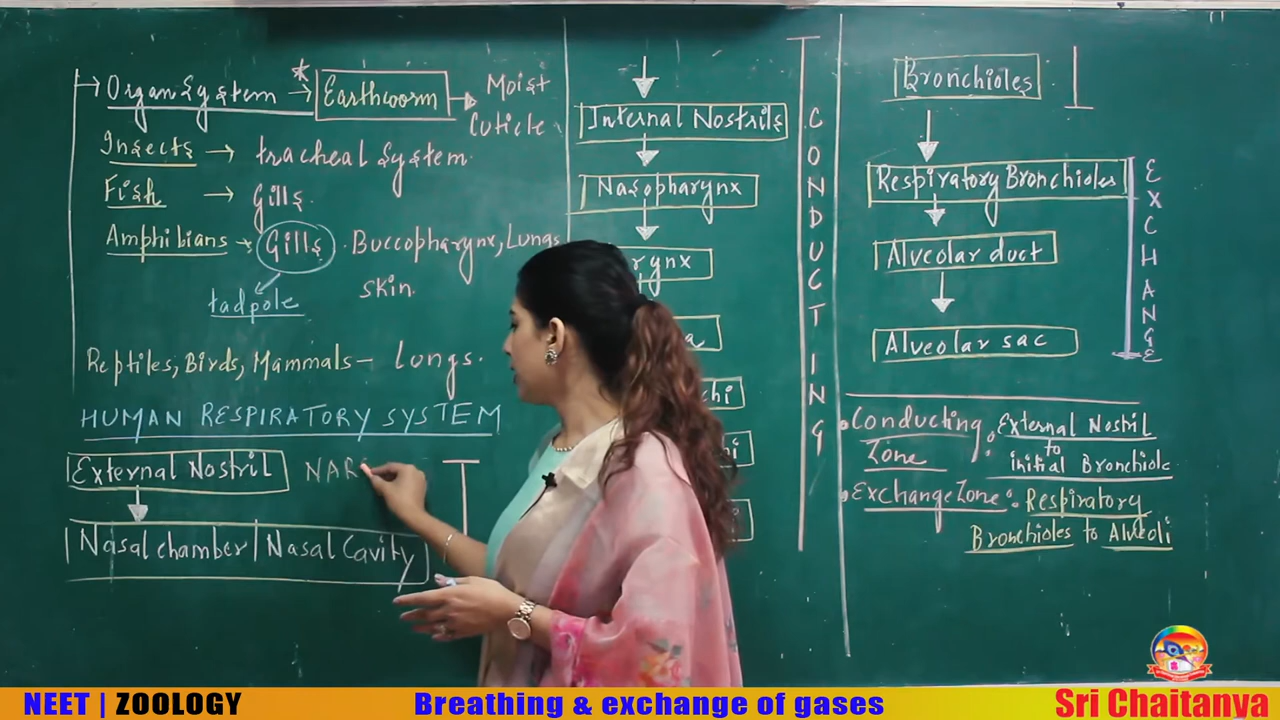 → Organ System → * Earthworm → Moist
Cuticle
Insects → tracheal System.
Fish → Gills.
Amphibians → Gills. Buccopharynx, Lungs
skin.
tadpole
Reptiles, Birds, Mammals – Lungs.
HUMAN RESPIRATORY SYSTEM
External Nostril NAR
Nasal chamber | Nasal Cavity
Internal Nostrils
Nasopharynx
rynx
a
chi
hi
i
CONDUCTING
Bronchioles
Respiratory Bronchioles
Alveolar duct
Alveolar sac
EXCHANGE
Conducting Zone : External Nostril
to
initial Bronchiole
Exchange Zone : Respiratory
Bronchioles to Alveoli
NEET | ZOOLOGY Breathing & exchange of gases Sri Chaitanya